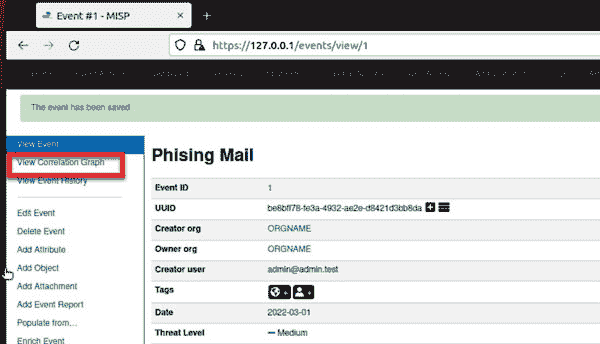 Event #1 - MISP
https://127.0.0.1/events/view/1
The event has been saved
View Event
View Correlation Graph
View Event History
Edit Event
Delete Event
Add Attribute
Add Object
Add Attachment
Add Event Report
Populate from...
Enrich Event
Phising Mail
Event ID 1
UUID be8bff78-fe3a-4932-ae2e-d8421d3bb8da
Creator org ORGNAME
Owner org ORGNAME
Creator user admin@admin.test
Tags
Date 2022-03-01
Threat Level Medium